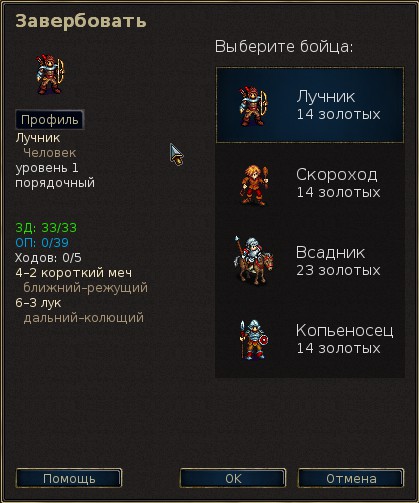 Завербовать
Выберите бойца:
Профиль
Лучник
Человек
уровень 1
порядочный
ЗД: 33/33
ОП: 0/39
Ходов: 0/5
4–2 короткий меч
ближний–режущий
6–3 лук
дальний–колющий
Лучник
14 золотых
Скороход
14 золотых
Всадник
23 золотых
Копьеносец
14 золотых
Помощь
OK
Отмена